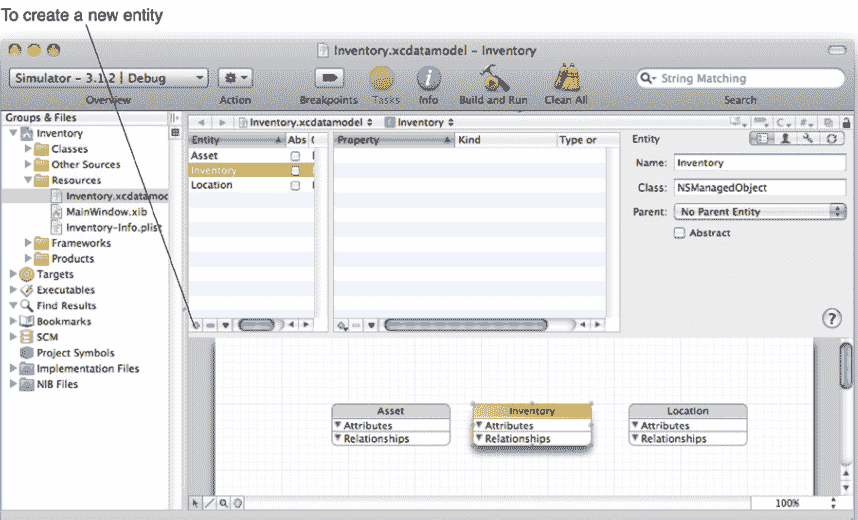 To create a new entity
Inventory.xcdatamodel - Inventory
Simulator - 3.1.2 | Debug
Overview
Action
Breakpoints
Tasks
Info
Build and Run
Clean All
String Matching
Search
Groups & Files
Inventory
Classes
Other Sources
Resources
Inventory.xcdatamod
MainWindow.xib
Inventory-Info.plist
Frameworks
Products
Targets
Executables
Find Results
Bookmarks
SCM
Project Symbols
Implementation Files
NIB Files
Inventory.xcdatamodel
Inventory
Entity
Abs
Asset
Inventory
Location
Property
Kind
Type or
Entity
Name: Inventory
Class: NSManagedObject
Parent: No Parent Entity
Abstract
?
Asset
Attributes
Relationships
Inventory
Attributes
Relationships
Location
Attributes
Relationships
100%